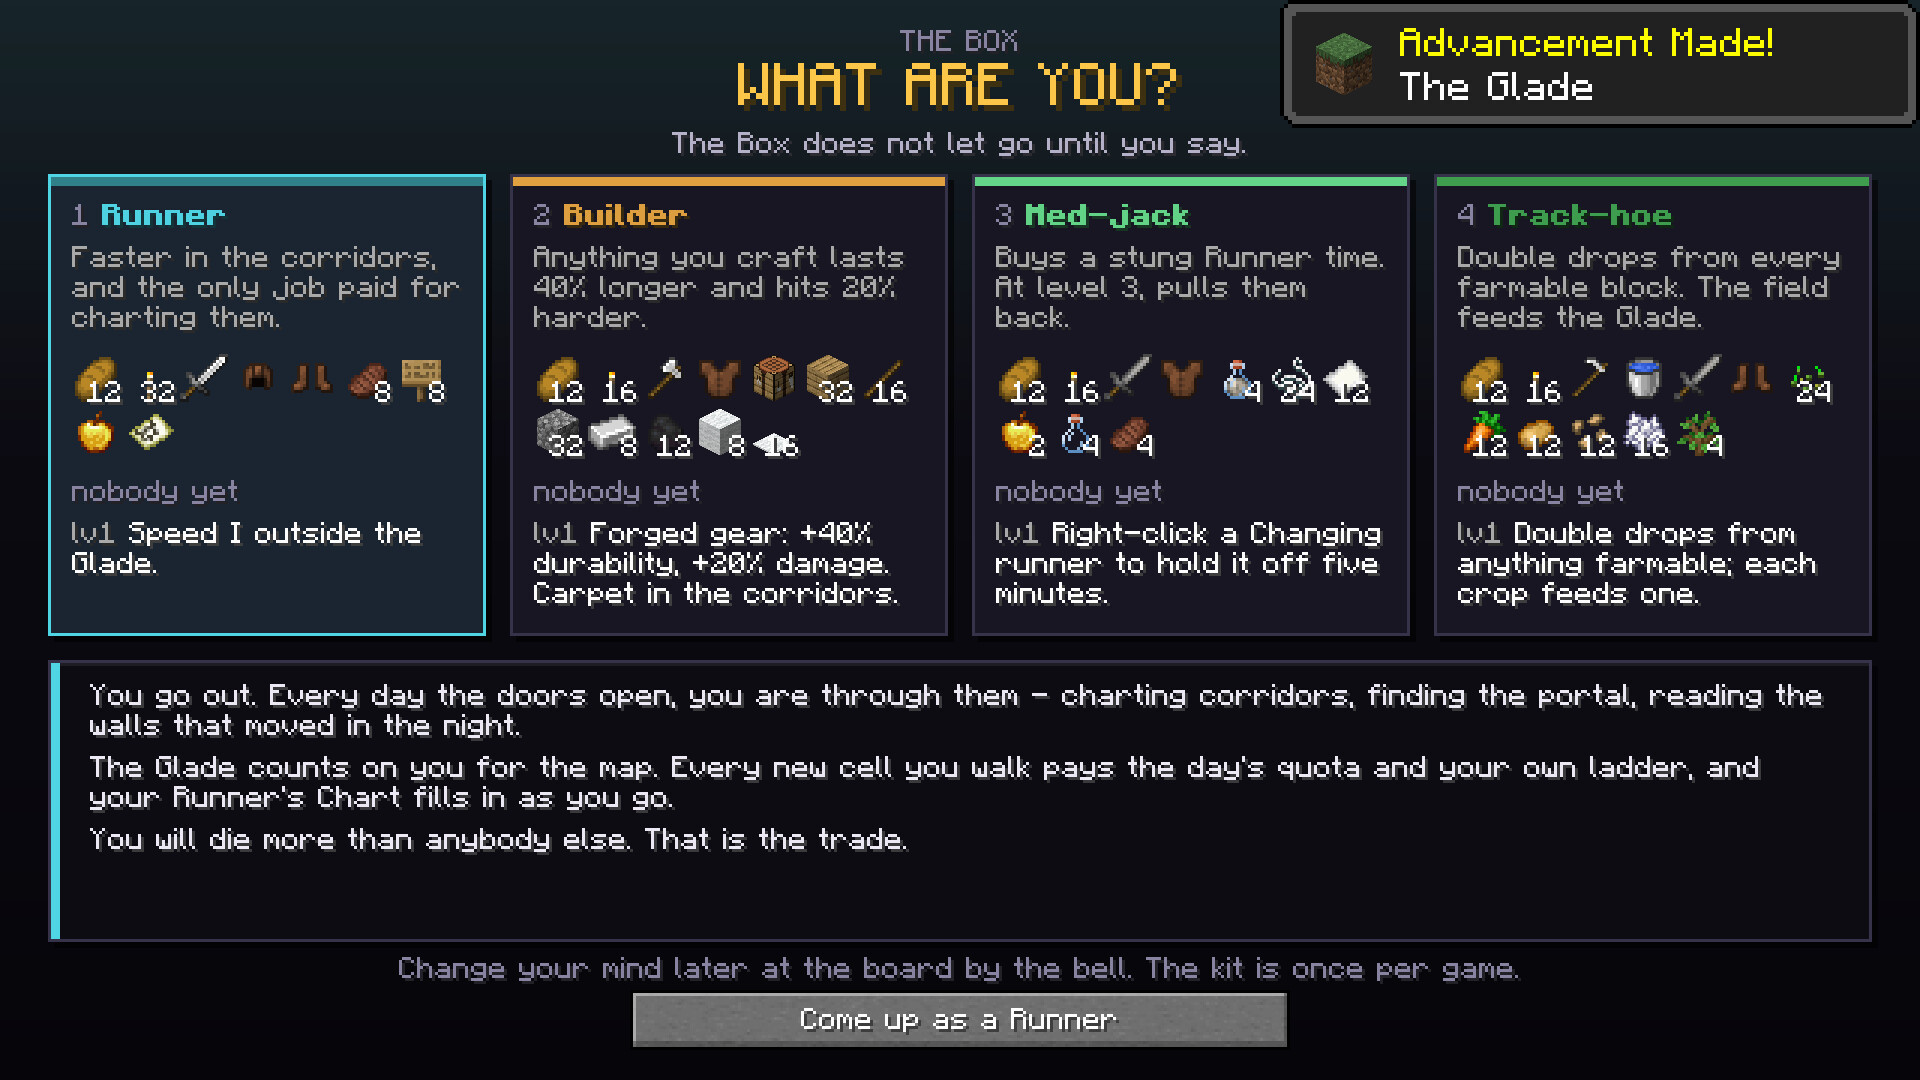 THE BOX
WHAT ARE YOU?
The Box does not let go until you say.
Advancement Made!
The Glade
1 Runner
Faster in the corridors,
and the only job paid for
charting them.
12 32 8 8
nobody yet
lv1 Speed I outside the
Glade.
2 Builder
Anything you craft lasts
40% longer and hits 20%
harder.
12 16 32 16
32 8 12 8 16
nobody yet
lv1 Forged gear: +40%
durability, +20% damage.
Carpet in the corridors.
3 Med-jack
Buys a stung Runner time.
At level 3, pulls them
back.
12 16 4 24 12
2 4 4
nobody yet
lv1 Right-click a Changing
runner to hold it off five
minutes.
4 Track-hoe
Double drops from every
farmable block. The field
feeds the Glade.
12 16 24
12 12 12 16 4
nobody yet
lv1 Double drops from
anything farmable; each
crop feeds one.
You go out. Every day the doors open, you are through them - charting corridors, finding the portal, reading the
walls that moved in the night.
The Glade counts on you for the map. Every new cell you walk pays the day's quota and your own ladder, and
your Runner's Chart fills in as you go.
You will die more than anybody else. That is the trade.
Change your mind later at the board by the bell. The kit is once per game.
Come up as a Runner